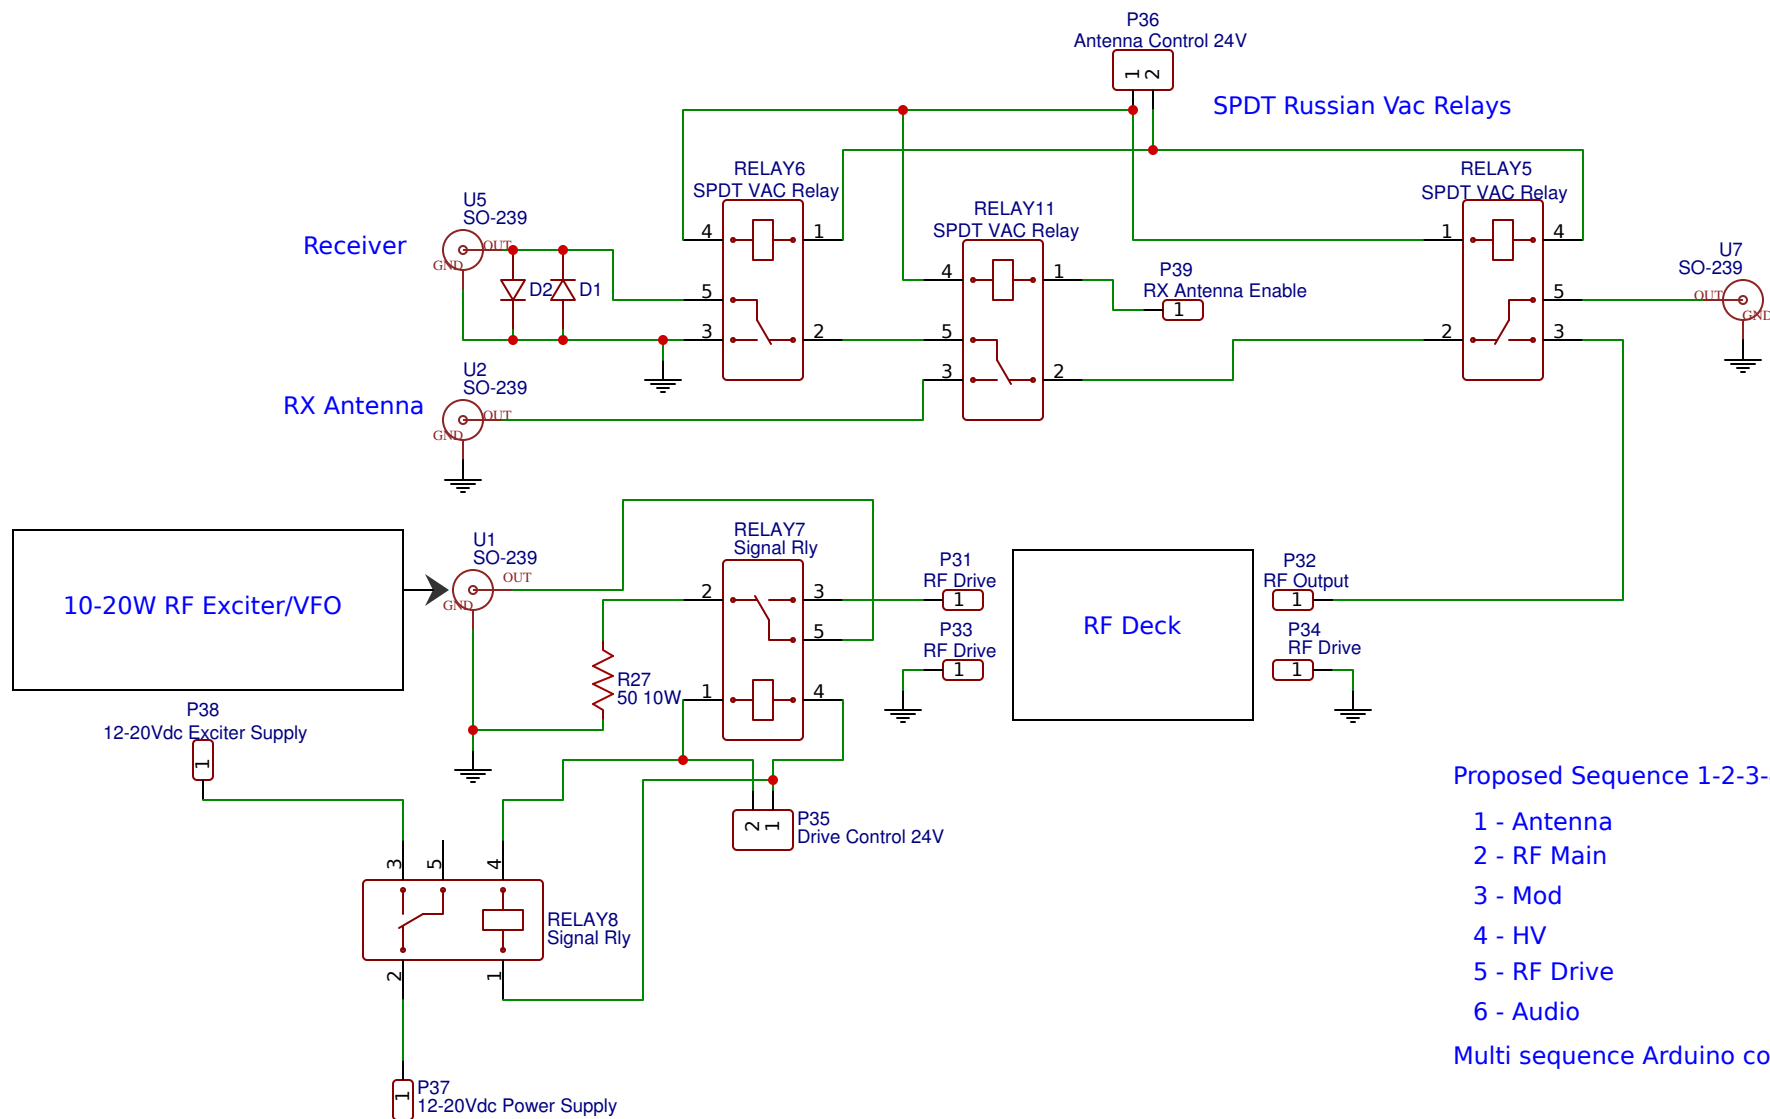 P36
Antenna Control 24V
1 2
SPDT Russian Vac Relays
RELAY6
SPDT VAC Relay
4 1
5
3 2
RELAY11
SPDT VAC Relay
4 1
5
3 2
RELAY5
SPDT VAC Relay
1 4
5
2 3
U5
SO-239
Receiver
OUT
GND
D2 D1
P39
RX Antenna Enable
1
U7
SO-239
OUT
GND
U2
SO-239
RX Antenna
OUT
GND
10-20W RF Exciter/VFO
U1
SO-239
OUT
GND
RELAY7
Signal Rly
2 3
5
1 4
R27
50 10W
P31
RF Drive
1
P33
RF Drive
1
RF Deck
P32
RF Output
1
P34
RF Drive
1
P38
12-20Vdc Exciter Supply
1
P35
Drive Control 24V
2 1
3 5 4
RELAY8
Signal Rly
2 1
P37
12-20Vdc Power Supply
1
Proposed Sequence 1-2-3-
1 - Antenna
2 - RF Main
3 - Mod
4 - HV
5 - RF Drive
6 - Audio
Multi sequence Arduino co